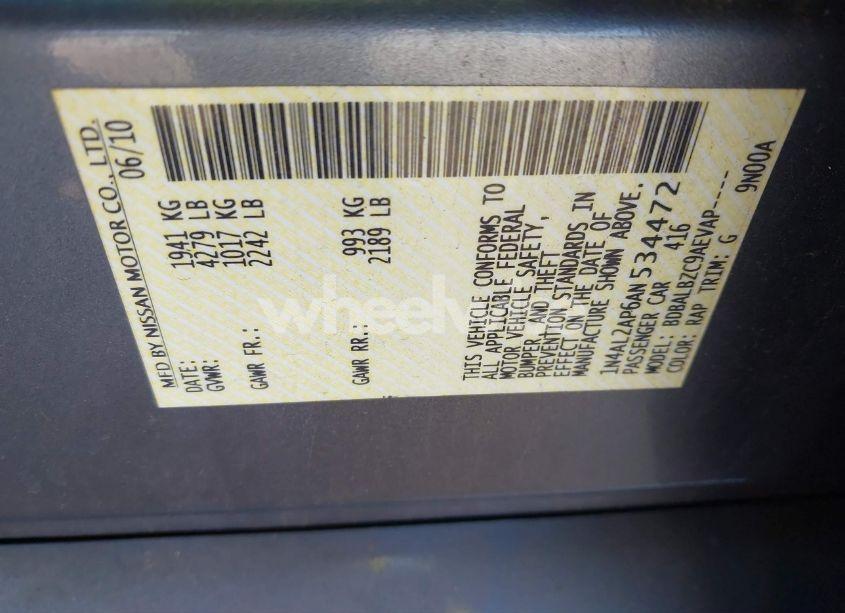 MFD BY NISSAN MOTOR CO., LTD.
DATE: 06/10
GVWR: 1941 KG
4279 LB
GAWR FR.: 1017 KG
2242 LB
GAWR RR.: 993 KG
2189 LB
THIS VEHICLE CONFORMS TO
ALL APPLICABLE FEDERAL
MOTOR VEHICLE SAFETY,
BUMPER, AND THEFT
PREVENTION STANDARDS IN
EFFECT ON THE DATE OF
MANUFACTURE SHOWN ABOVE.
1N4AL2AP6AN534472
PASSENGER CAR 416
MODEL: BDBALBZC9AEVAP-----
COLOR: RAP TRIM: G 9N00A